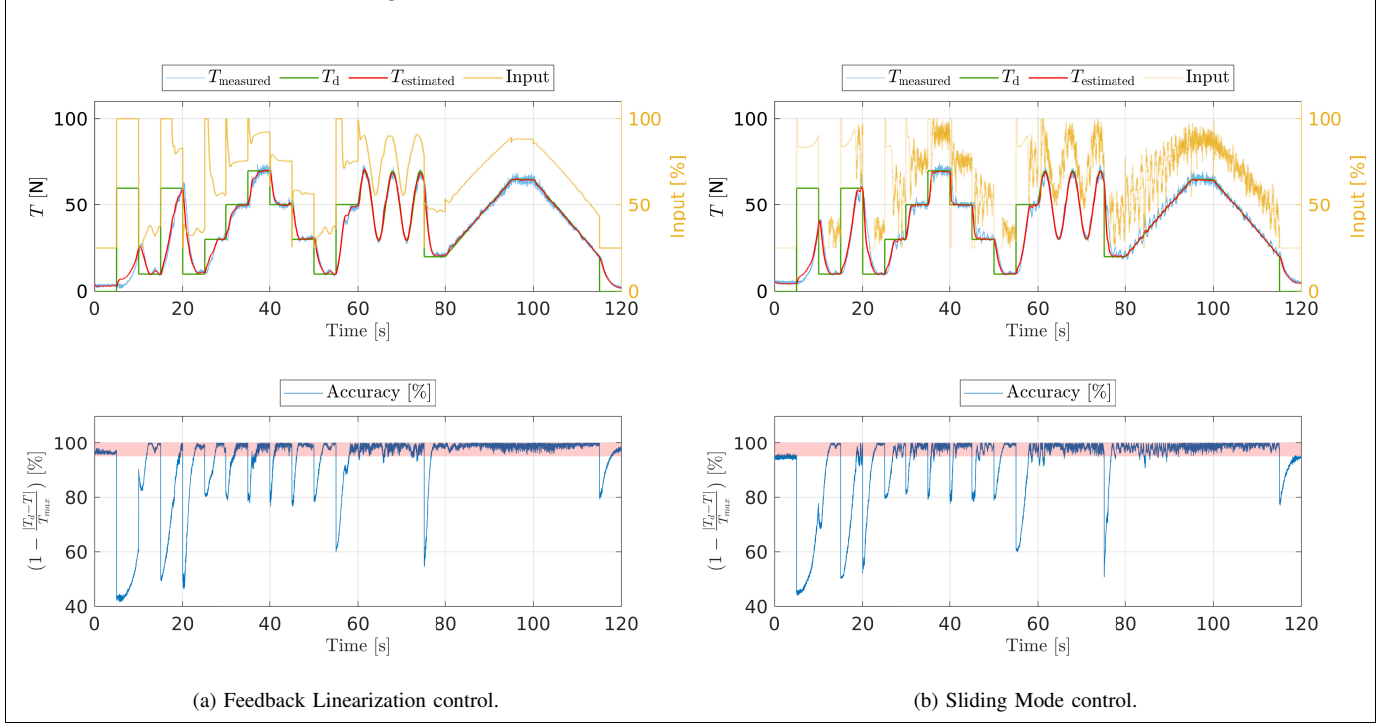 T_measured T_d T_estimated Input
100
50
0
T [N]
100
50
0
Input [%]
0 20 40 60 80 100 120
Time [s]
Accuracy [%]
100
80
60
40
(1 − |T_d−T|/T_max) [%]
0 20 40 60 80 100 120
Time [s]
(a) Feedback Linearization control.
T_measured T_d T_estimated Input
100
50
0
T [N]
100
50
0
Input [%]
0 20 40 60 80 100 120
Time [s]
Accuracy [%]
100
80
60
40
(1 − |T_d−T|/T_max) [%]
0 20 40 60 80 100 120
Time [s]
(b) Sliding Mode control.